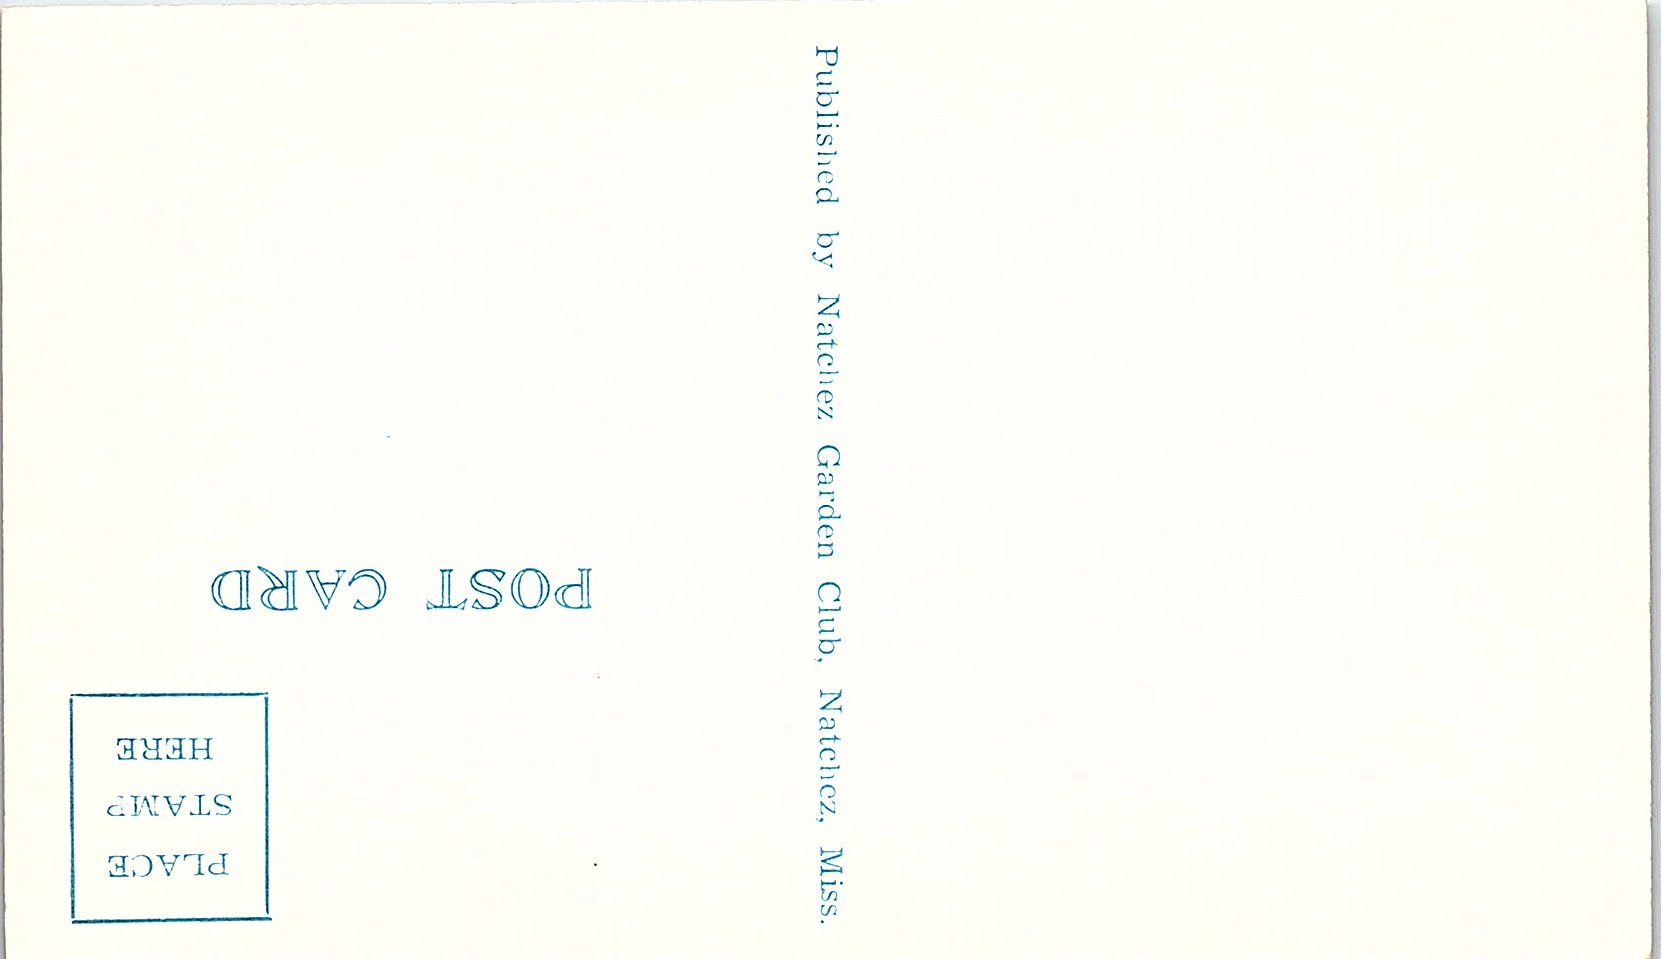 POST CARD
PLACE
STAMP
HERE
Published by Natchez Garden Club, Natchez, Miss.